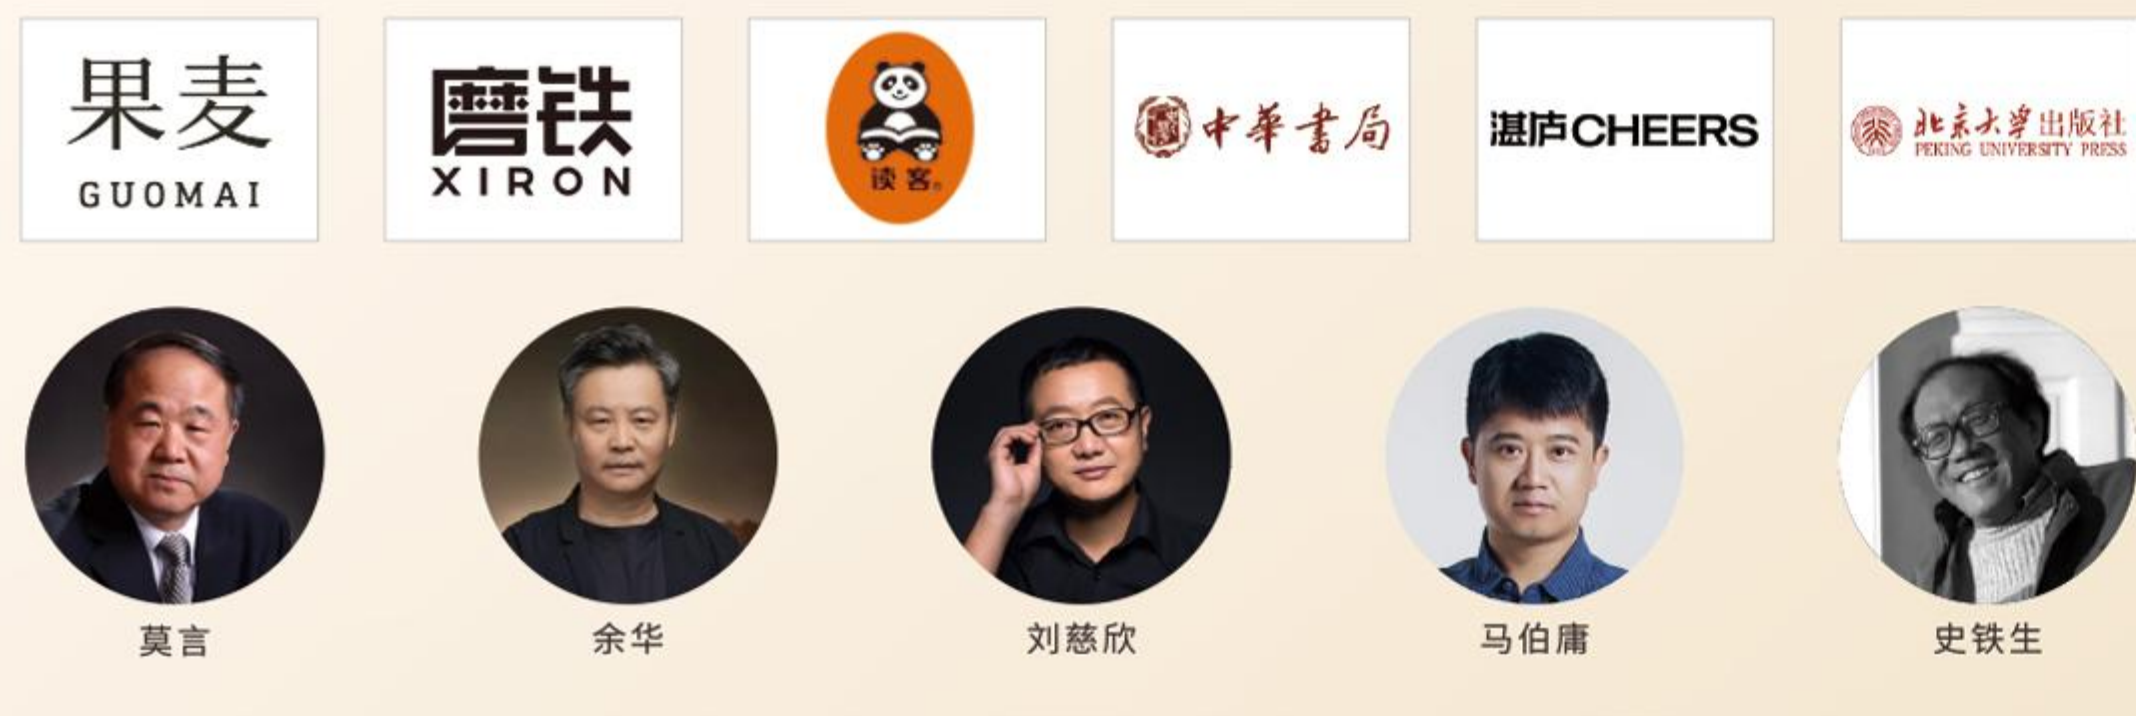 果麦
GUOMAI
磨铁
XIRON
读客®
中華書局
湛庐CHEERS
北京大学出版社
PEKING UNIVERSITY PRESS
莫言
余华
刘慈欣
马伯庸
史铁生